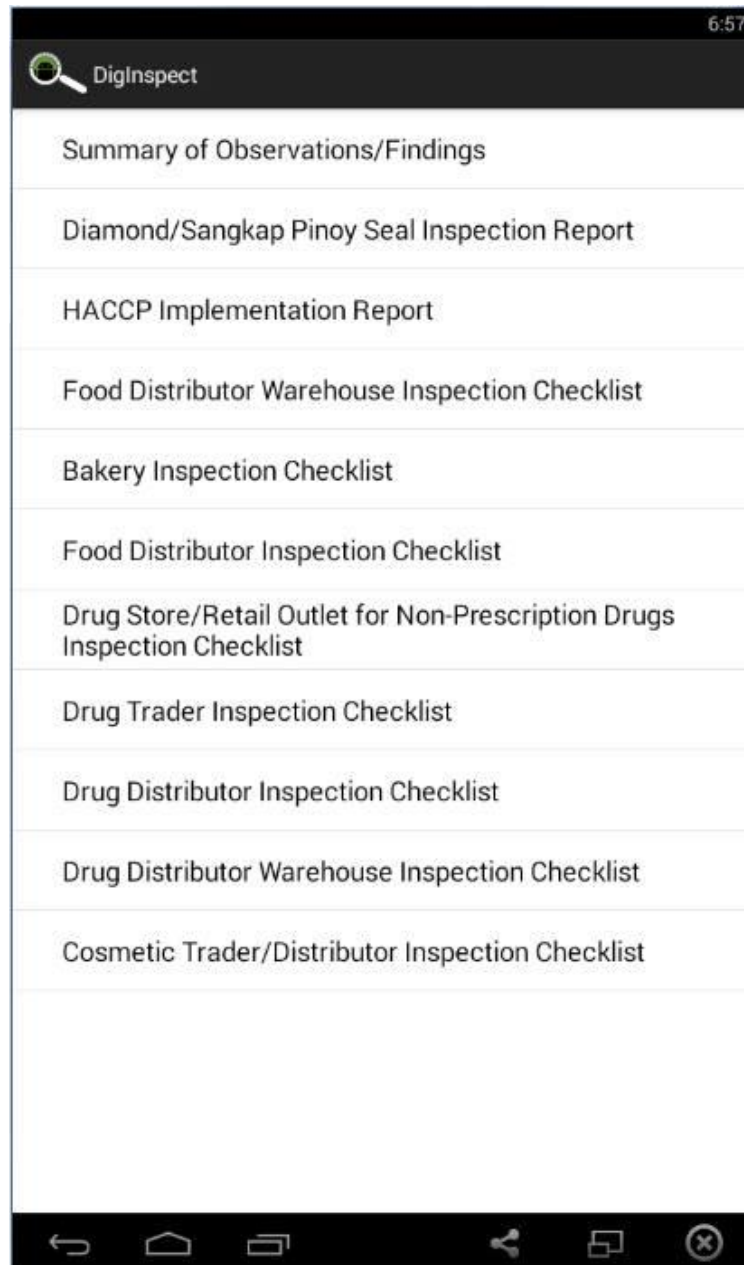 6:57
DigInspect
Summary of Observations/Findings
Diamond/Sangkap Pinoy Seal Inspection Report
HACCP Implementation Report
Food Distributor Warehouse Inspection Checklist
Bakery Inspection Checklist
Food Distributor Inspection Checklist
Drug Store/Retail Outlet for Non-Prescription Drugs
Inspection Checklist
Drug Trader Inspection Checklist
Drug Distributor Inspection Checklist
Drug Distributor Warehouse Inspection Checklist
Cosmetic Trader/Distributor Inspection Checklist